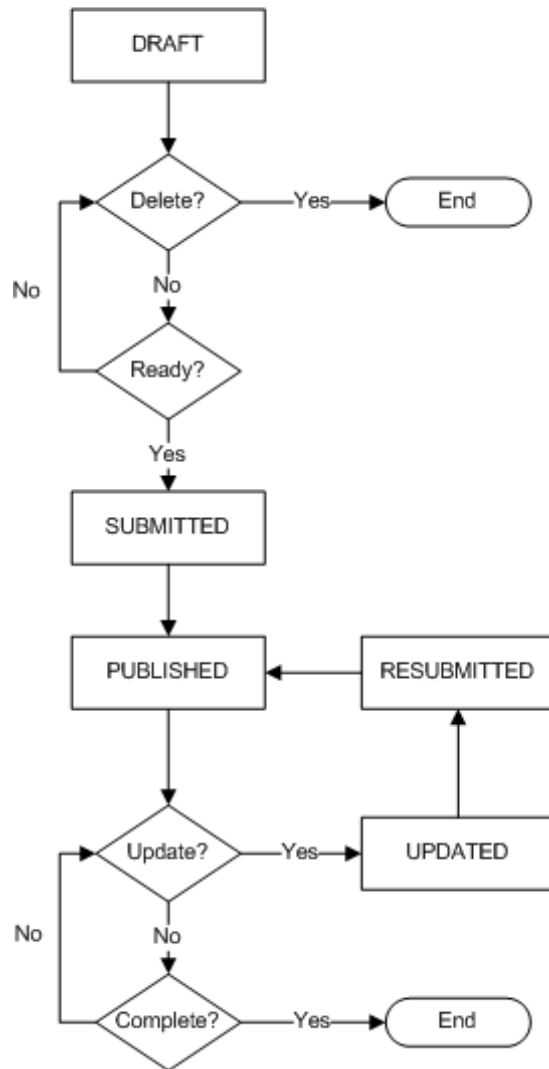 DRAFT
Delete?
Yes
End
No
No
Ready?
Yes
SUBMITTED
PUBLISHED
RESUBMITTED
Update?
Yes
UPDATED
No
No
Complete?
Yes
End